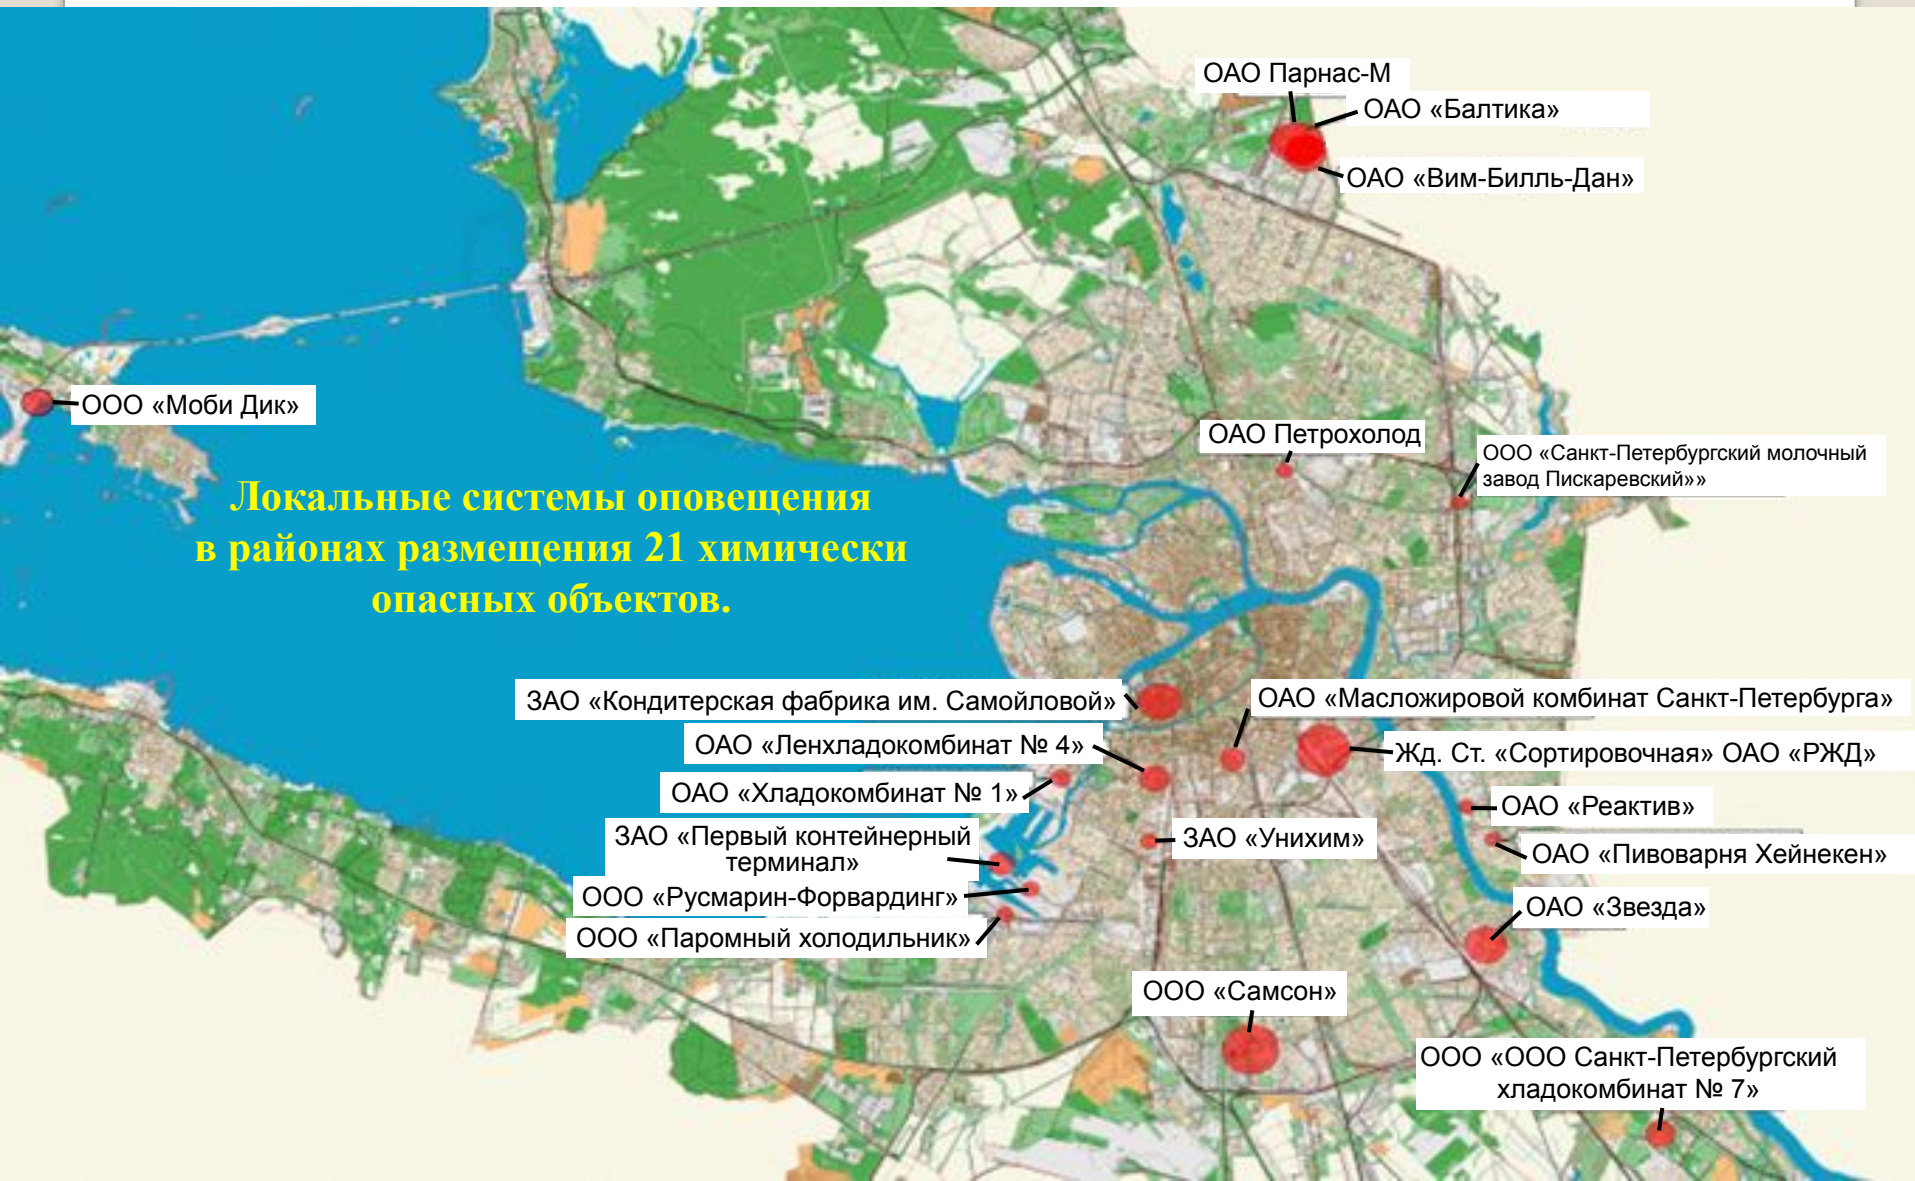 ОАО Парнас-М
ОАО «Балтика»
ОАО «Вим-Билль-Дан»
ООО «Моби Дик»
ОАО Петрохолод
ООО «Санкт-Петербургский молочный
завод Пискаревский»»
Локальные системы оповещения
в районах размещения 21 химически
опасных объектов.
ЗАО «Кондитерская фабрика им. Самойловой»
ОАО «Масложировой комбинат Санкт-Петербурга»
ОАО «Ленхладокомбинат № 4»
Жд. Ст. «Сортировочная» ОАО «РЖД»
ОАО «Хладокомбинат № 1»
ОАО «Реактив»
ЗАО «Первый контейнерный
терминал»
ЗАО «Унихим»
ОАО «Пивоварня Хейнекен»
ООО «Русмарин-Форвардинг»
ОАО «Звезда»
ООО «Паромный холодильник»
ООО «Самсон»
ООО «ООО Санкт-Петербургский
хладокомбинат № 7»